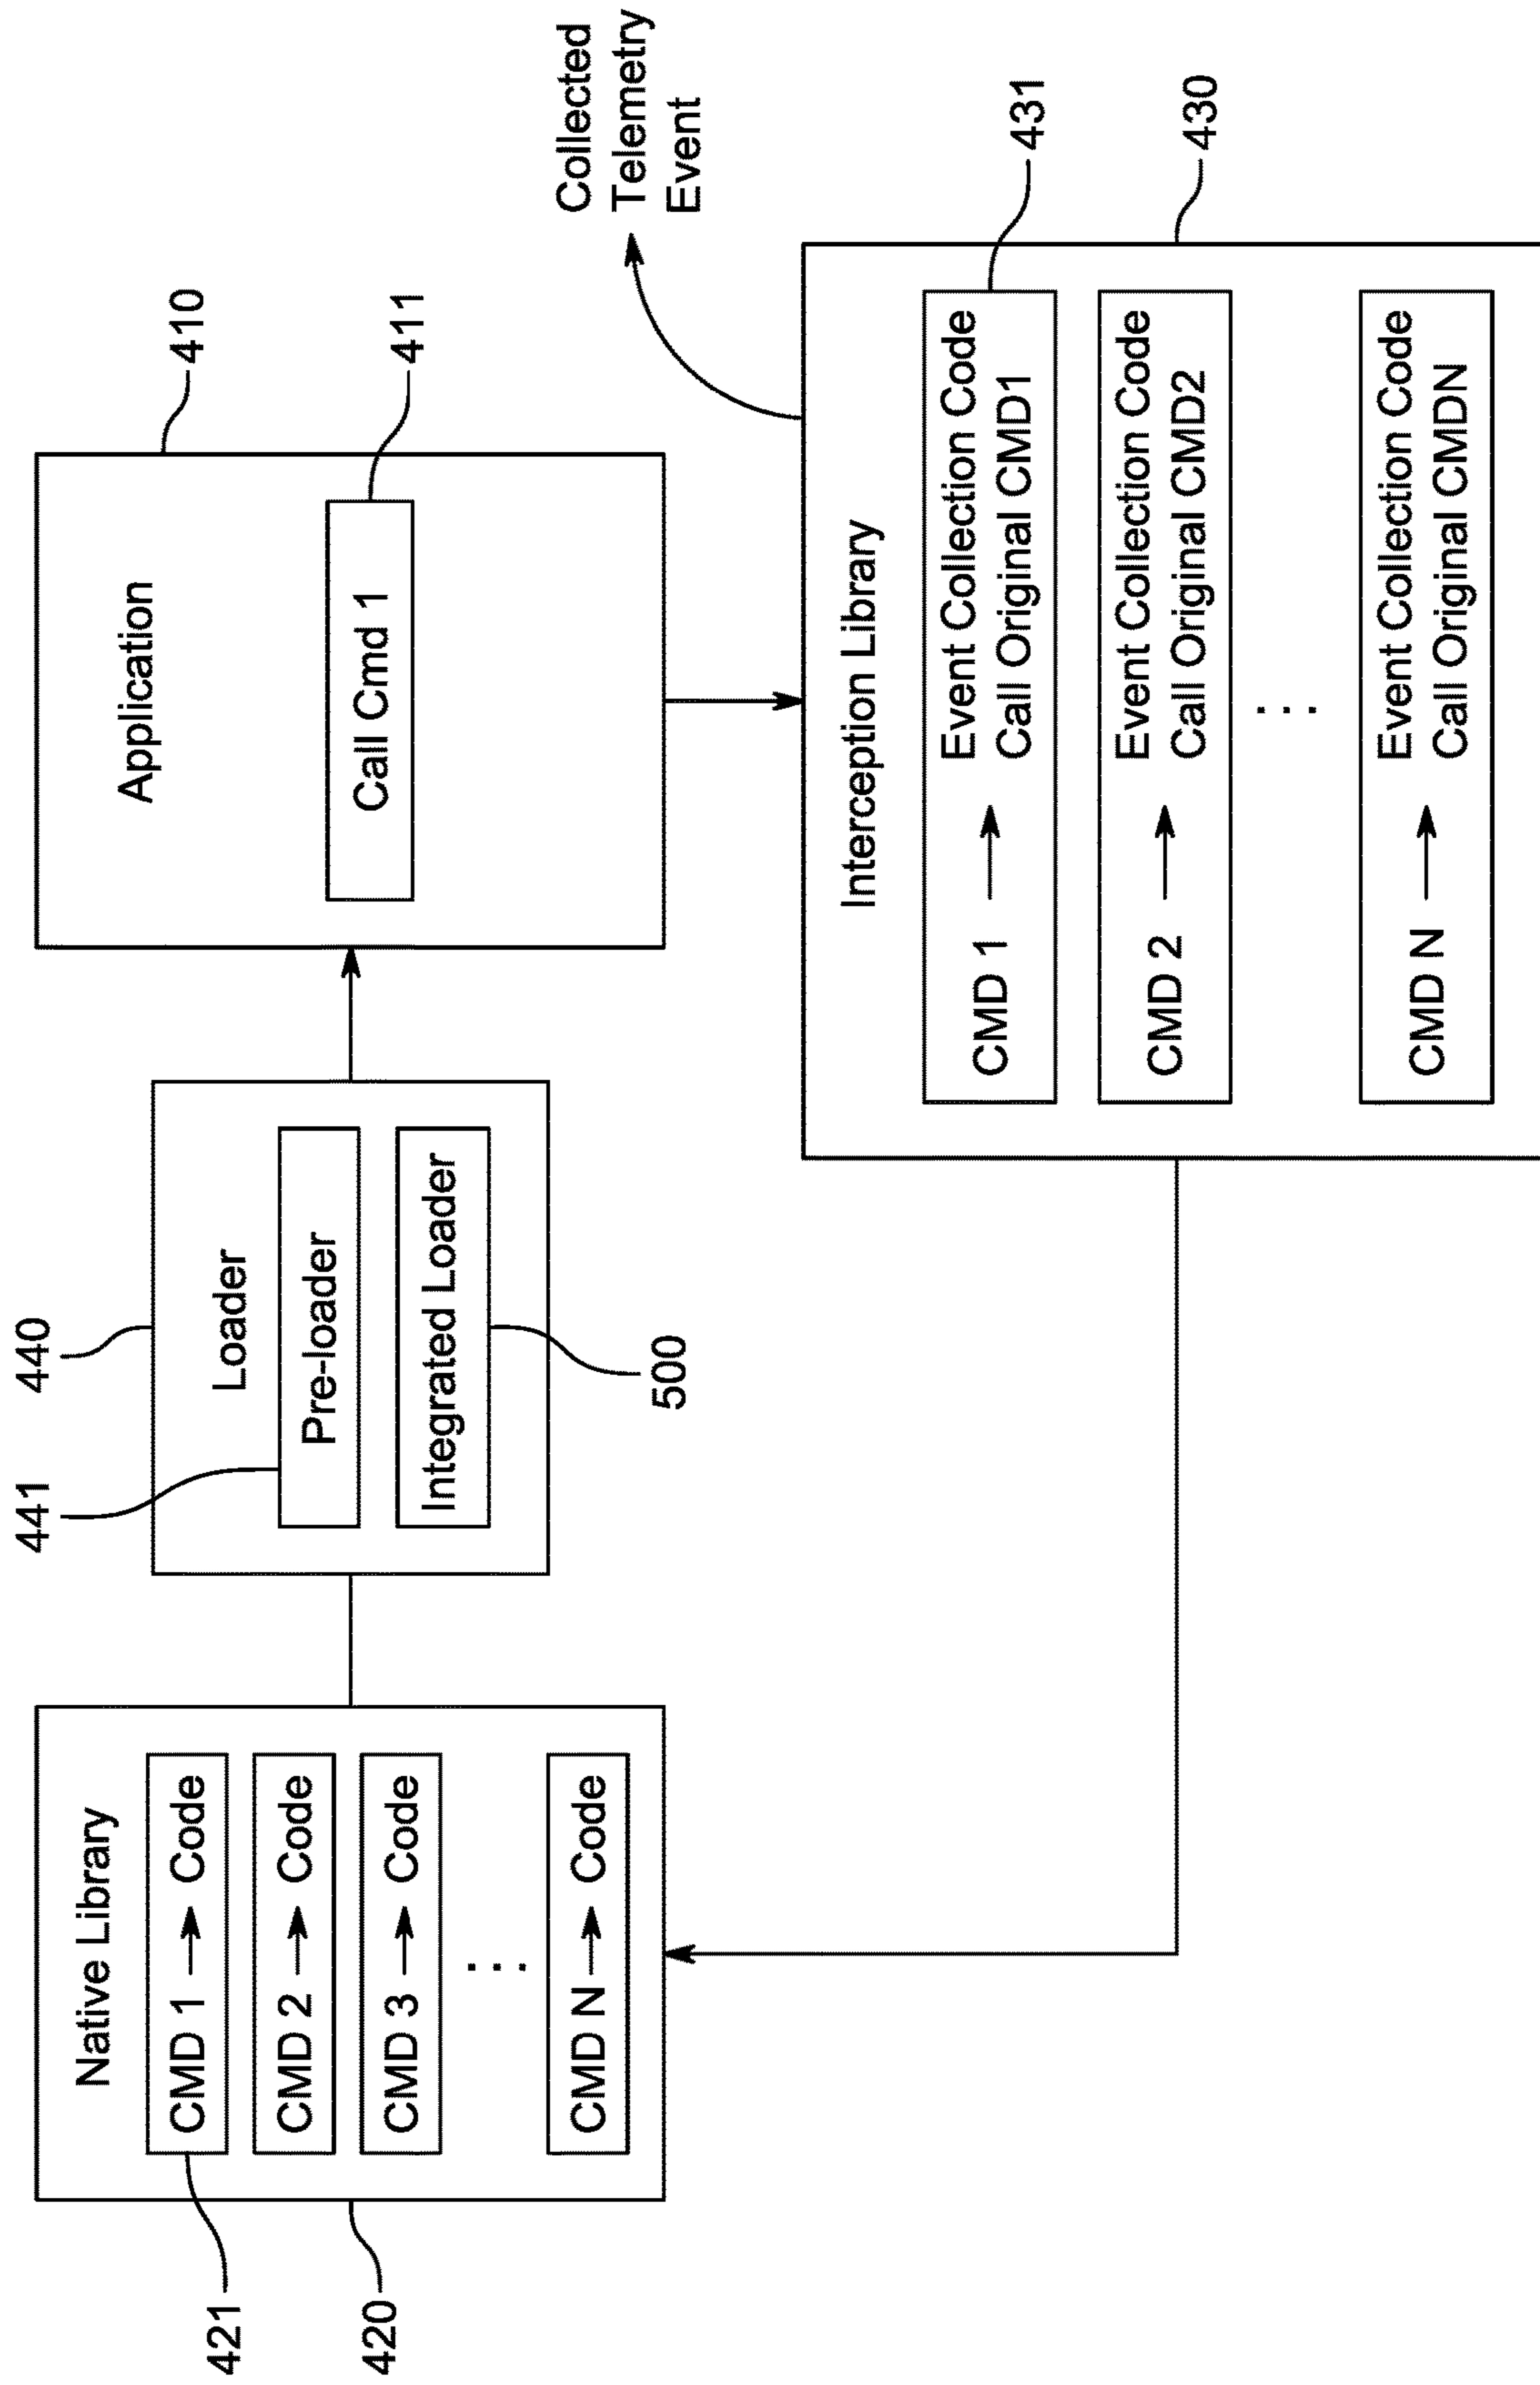 421
420
Native Library
CMD 1 → Code
CMD 2 → Code
CMD 3 → Code
...
CMD N → Code
441
440
Loader
Pre-loader
Integrated Loader
500
Application
Call Cmd 1
410
411
Collected
Telemetry
Event
Interception Library
CMD 1 → Event Collection Code
Call Original CMD1
CMD 2 → Event Collection Code
Call Original CMD2
...
CMD N → Event Collection Code
Call Original CMDN
431
430